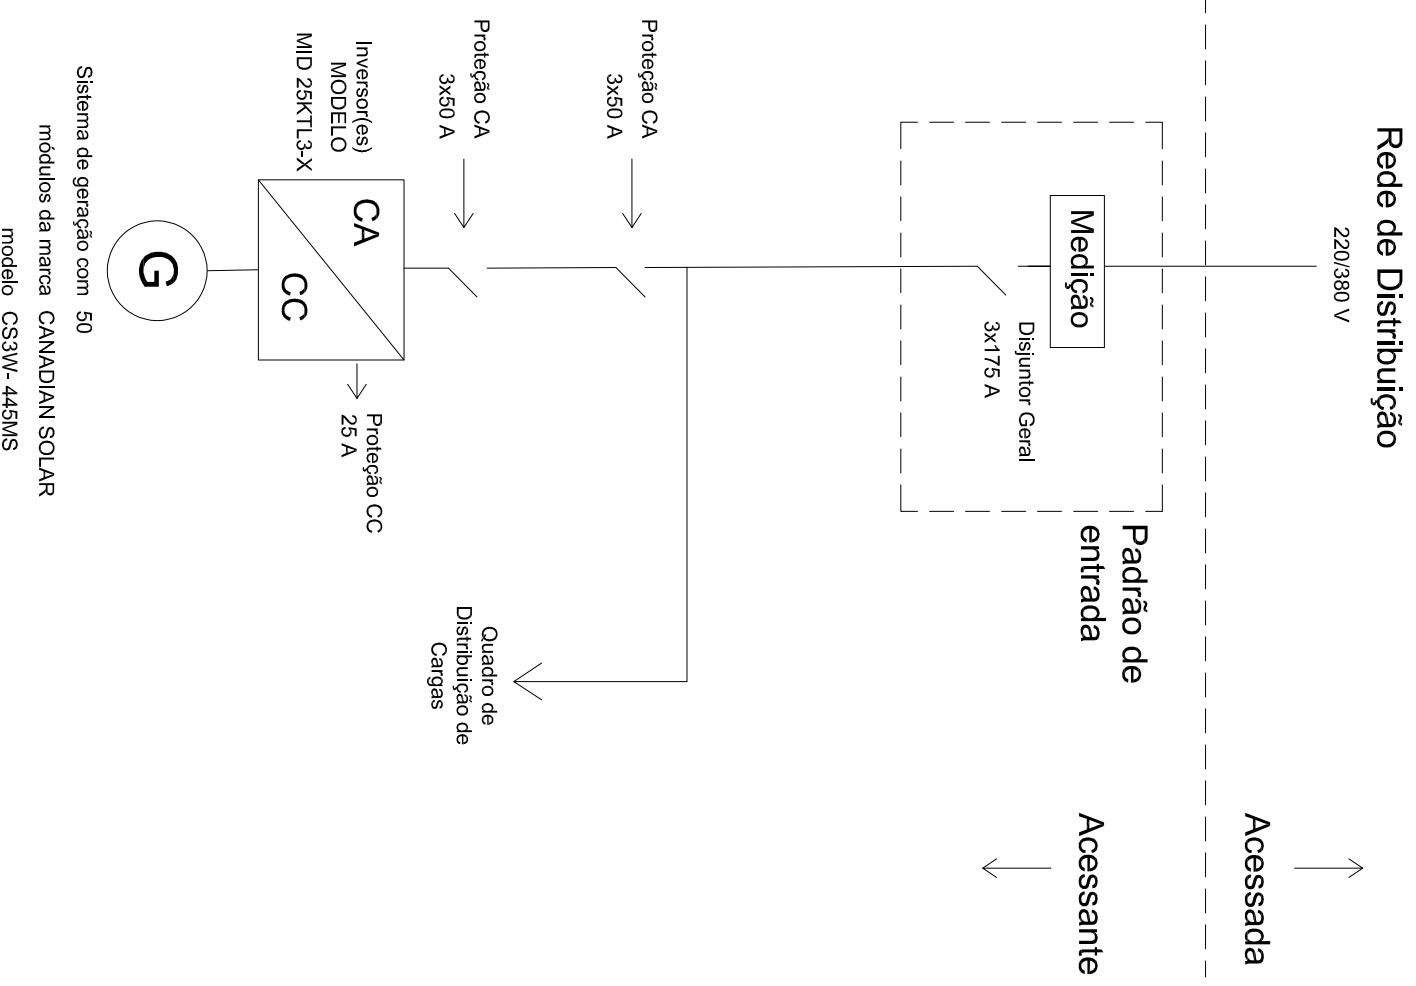 Rede de Distribuição
220/380 V
Acessada
Acessante
Padrão de
entrada
Medição
Disjuntor Geral
3x175 A
Proteção CA
3x50 A
Proteção CA
3x50 A
Quadro de
Distribuição de
Cargas
Inversor(es)
MODELO
MID 25KTL3-X
CA
CC
Proteção CC
25 A
G
Sistema de geração com 50
módulos da marca CANADIAN SOLAR
modelo CS3W- 445MS